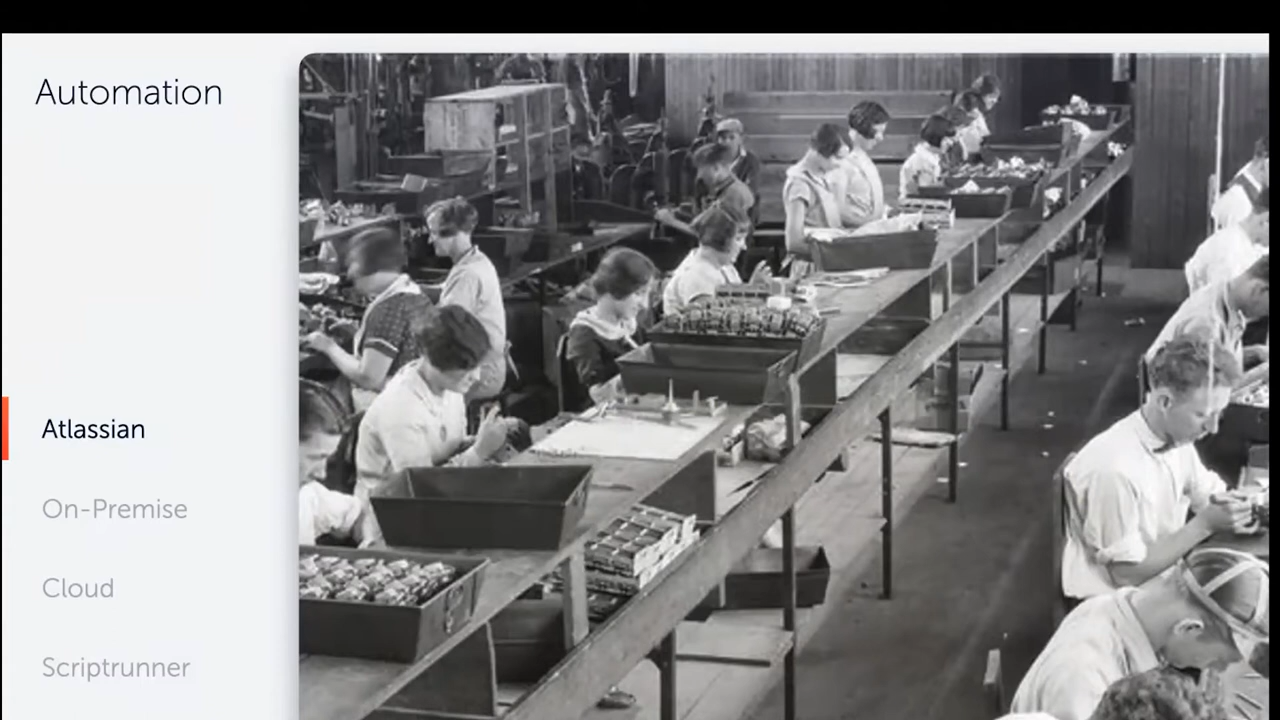 Automation
Atlassian
On-Premise
Cloud
Scriptrunner